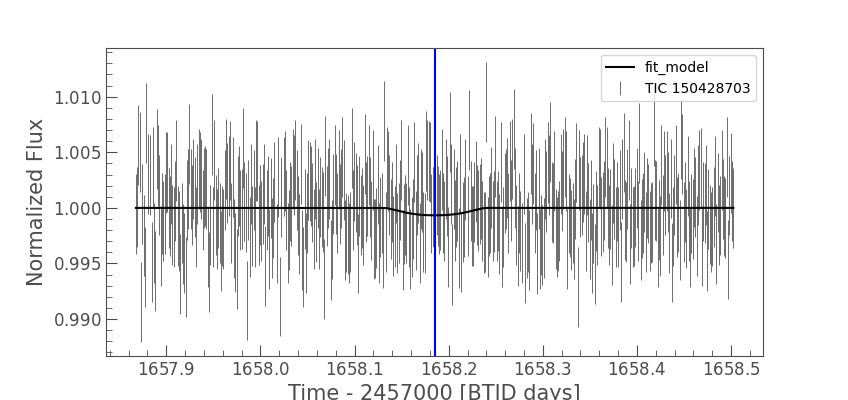 fit_model
TIC 150428703
Normalized Flux
1.010
1.005
1.000
0.995
0.990
1657.9 1658.0 1658.1 1658.2 1658.3 1658.4 1658.5
Time - 2457000 [BTJD days]